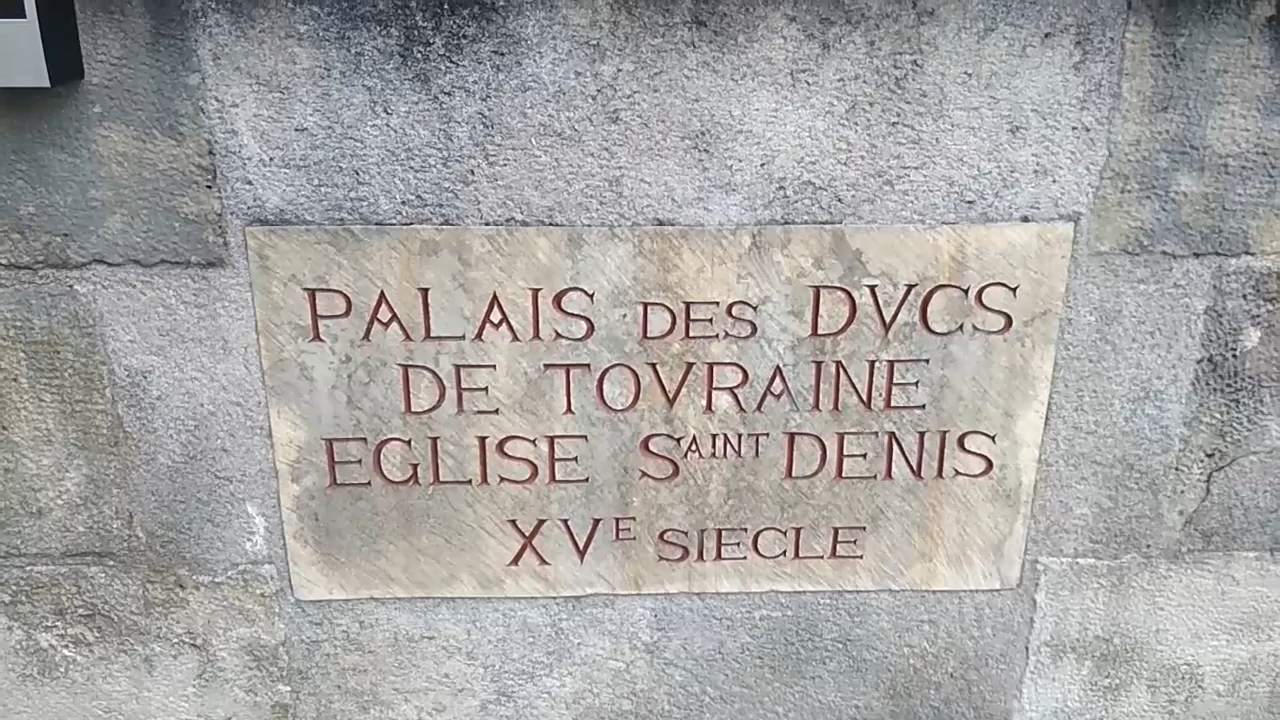 PALAIS DES DVCS
DE TOVRAINE
EGLISE SAINT DENIS
XVE SIECLE